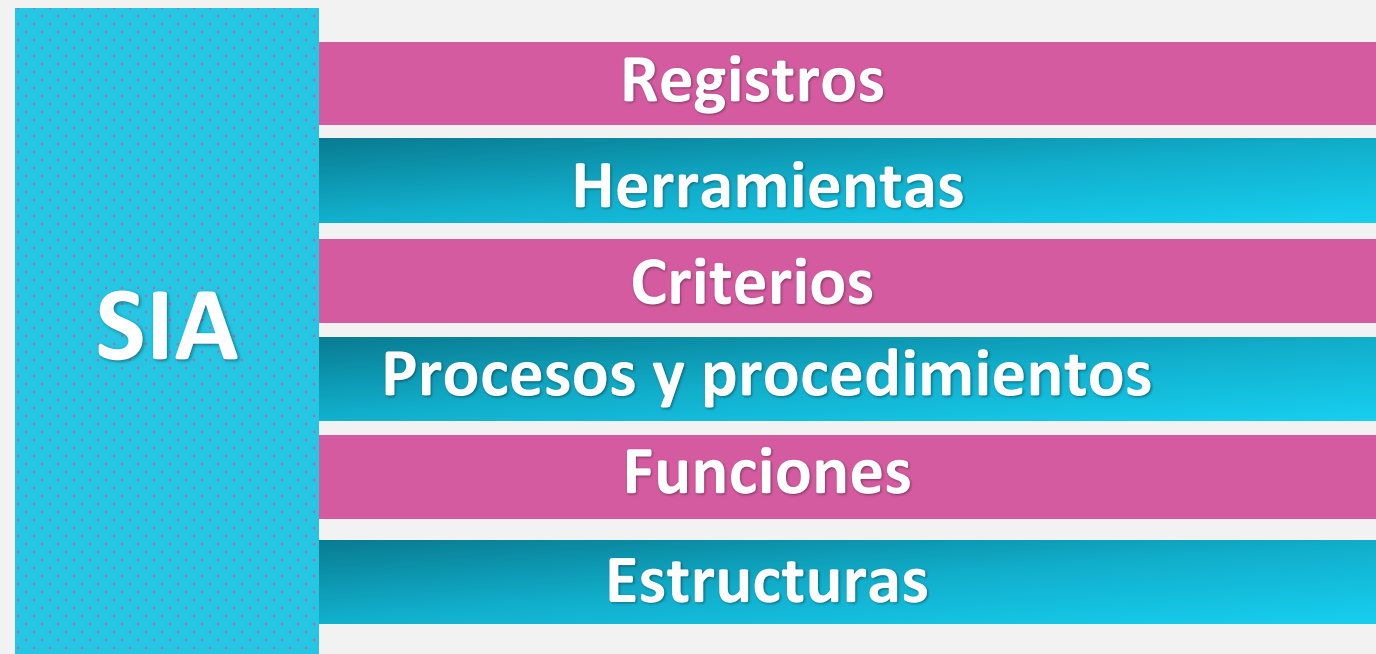 SIA
Registros
Herramientas
Criterios
Procesos y procedimientos
Funciones
Estructuras